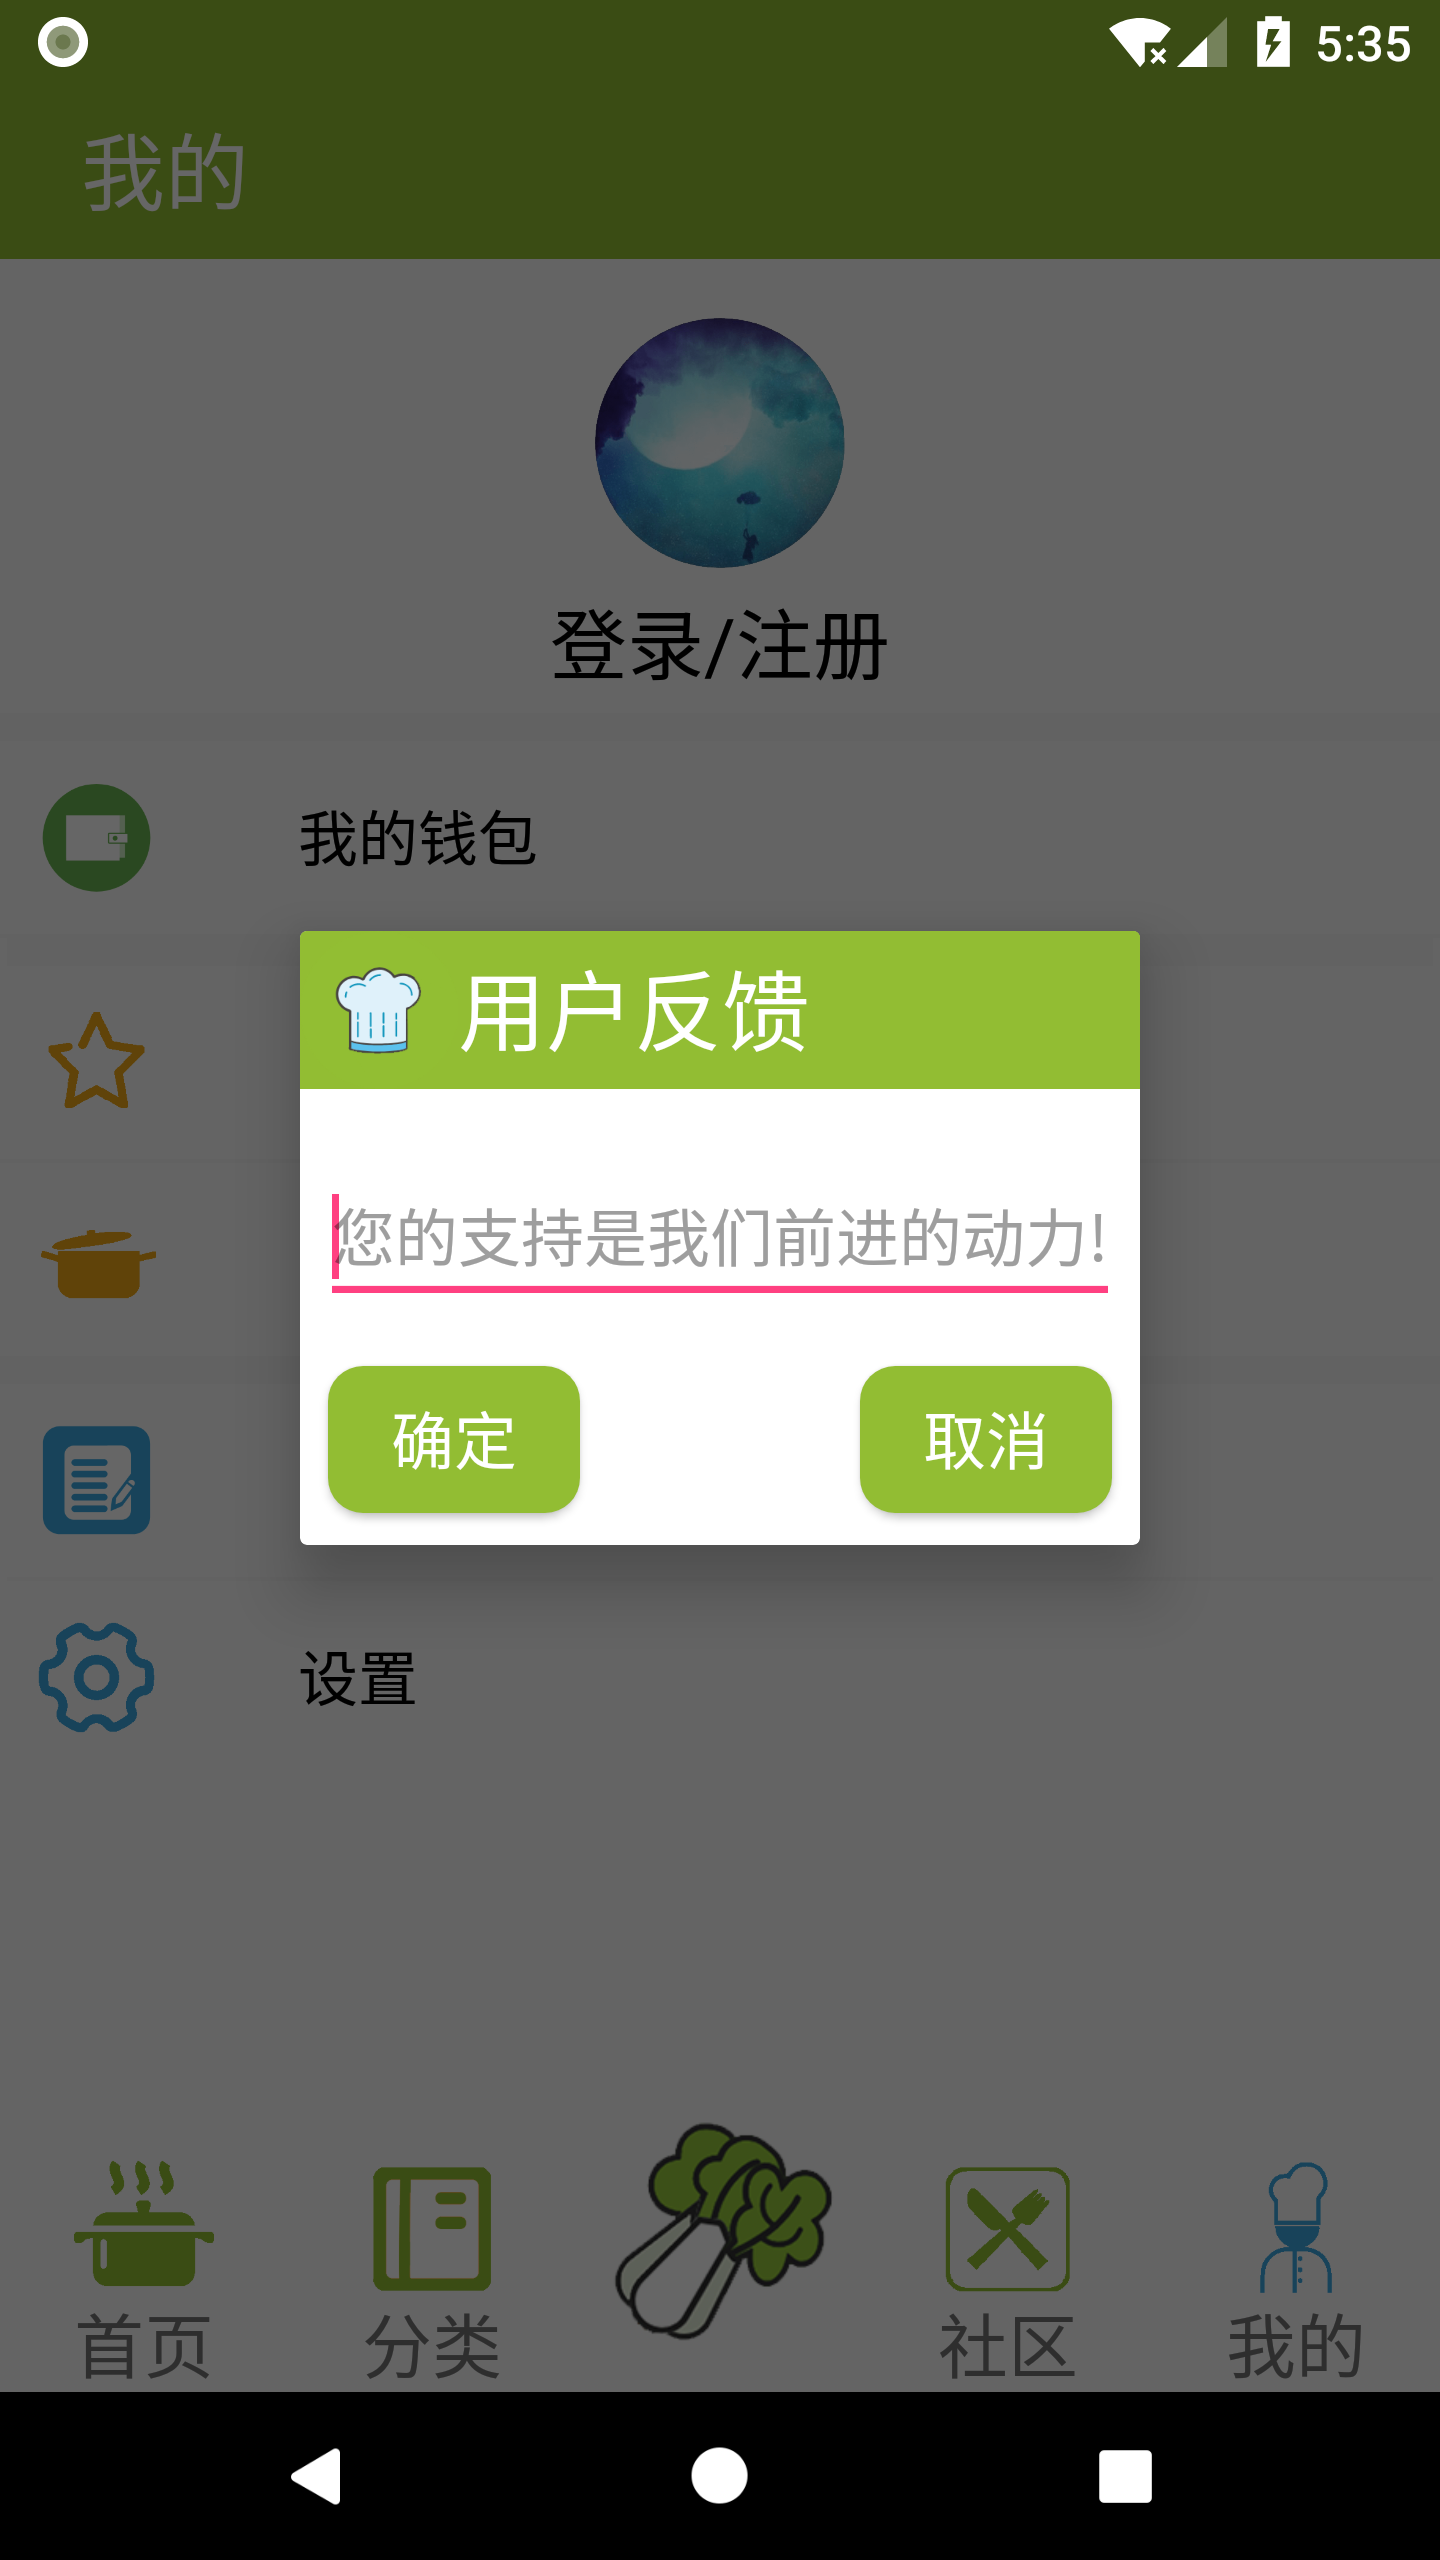 5:35
我的
登录/注册
我的钱包
用户反馈
您的支持是我们前进的动力!
确定
取消
设置
首页
分类
社区
我的